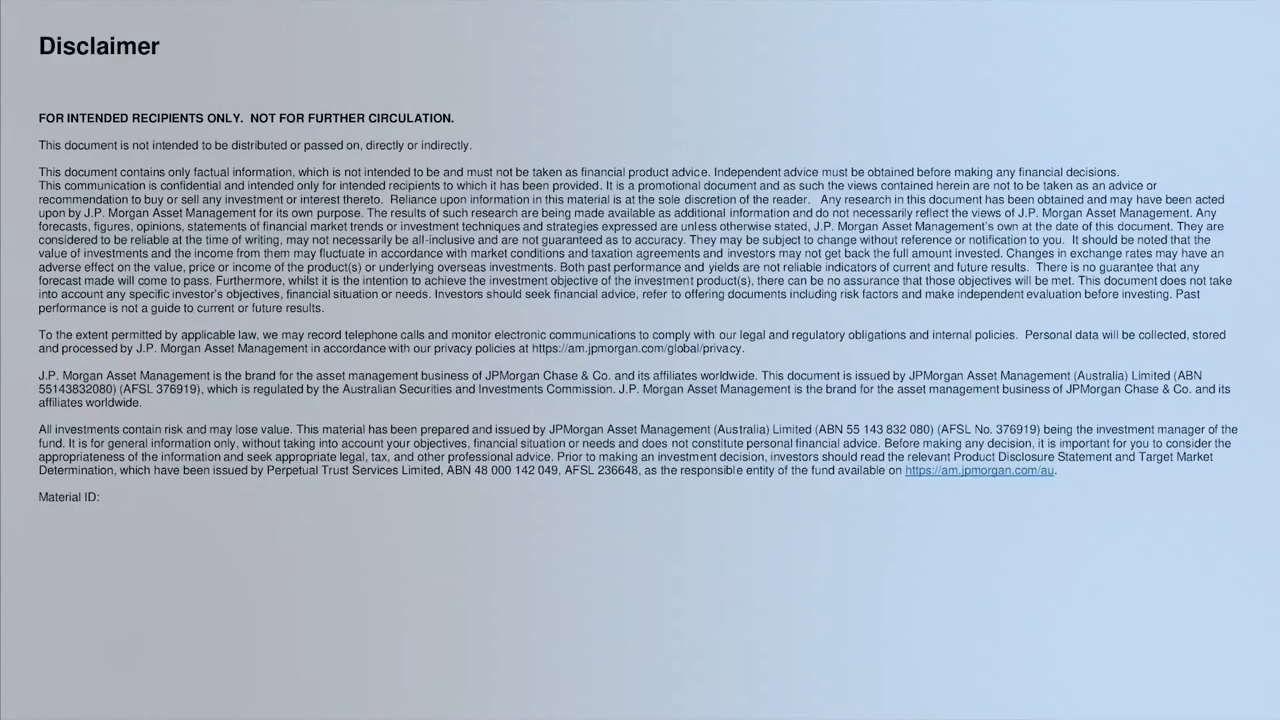 Disclaimer
FOR INTENDED RECIPIENTS ONLY.  NOT FOR FURTHER CIRCULATION.
This document is not intended to be distributed or passed on, directly or indirectly.
This document contains only factual information, which is not intended to be and must not be taken as financial product advice. Independent advice must be obtained before making any financial decisions.
This communication is confidential and intended only for intended recipients to which it has been provided. It is a promotional document and as such the views contained herein are not to be taken as an advice or
recommendation to buy or sell any investment or interest thereto.  Reliance upon information in this material is at the sole discretion of the reader.   Any research in this document has been obtained and may have been acted
upon by J.P. Morgan Asset Management for its own purpose. The results of such research are being made available as additional information and do not necessarily reflect the views of J.P. Morgan Asset Management. Any
forecasts, figures, opinions, statements of financial market trends or investment techniques and strategies expressed are unless otherwise stated, J.P. Morgan Asset Management's own at the date of this document. They are
considered to be reliable at the time of writing, may not necessarily be all-inclusive and are not guaranteed as to accuracy. They may be subject to change without reference or notification to you.  It should be noted that the
value of investments and the income from them may fluctuate in accordance with market conditions and taxation agreements and investors may not get back the full amount invested. Changes in exchange rates may have an
adverse effect on the value, price or income of the product(s) or underlying overseas investments. Both past performance and yields are not reliable indicators of current and future results.  There is no guarantee that any
forecast made will come to pass. Furthermore, whilst it is the intention to achieve the investment objective of the investment product(s), there can be no assurance that those objectives will be met. This document does not take
into account any specific investor's objectives, financial situation or needs. Investors should seek financial advice, refer to offering documents including risk factors and make independent evaluation before investing. Past
performance is not a guide to current or future results.
To the extent permitted by applicable law, we may record telephone calls and monitor electronic communications to comply with our legal and regulatory obligations and internal policies.  Personal data will be collected, stored
and processed by J.P. Morgan Asset Management in accordance with our privacy policies at https://am.jpmorgan.com/global/privacy.
J.P. Morgan Asset Management is the brand for the asset management business of JPMorgan Chase & Co. and its affiliates worldwide. This document is issued by JPMorgan Asset Management (Australia) Limited (ABN
55143832080) (AFSL 376919), which is regulated by the Australian Securities and Investments Commission. J.P. Morgan Asset Management is the brand for the asset management business of JPMorgan Chase & Co. and its
affiliates worldwide.
All investments contain risk and may lose value. This material has been prepared and issued by JPMorgan Asset Management (Australia) Limited (ABN 55 143 832 080) (AFSL No. 376919) being the investment manager of the
fund. It is for general information only, without taking into account your objectives, financial situation or needs and does not constitute personal financial advice. Before making any decision, it is important for you to consider the
appropriateness of the information and seek appropriate legal, tax, and other professional advice. Prior to making an investment decision, investors should read the relevant Product Disclosure Statement and Target Market
Determination, which have been issued by Perpetual Trust Services Limited, ABN 48 000 142 049, AFSL 236648, as the responsible entity of the fund available on https://am.jpmorgan.com/au.
Material ID: